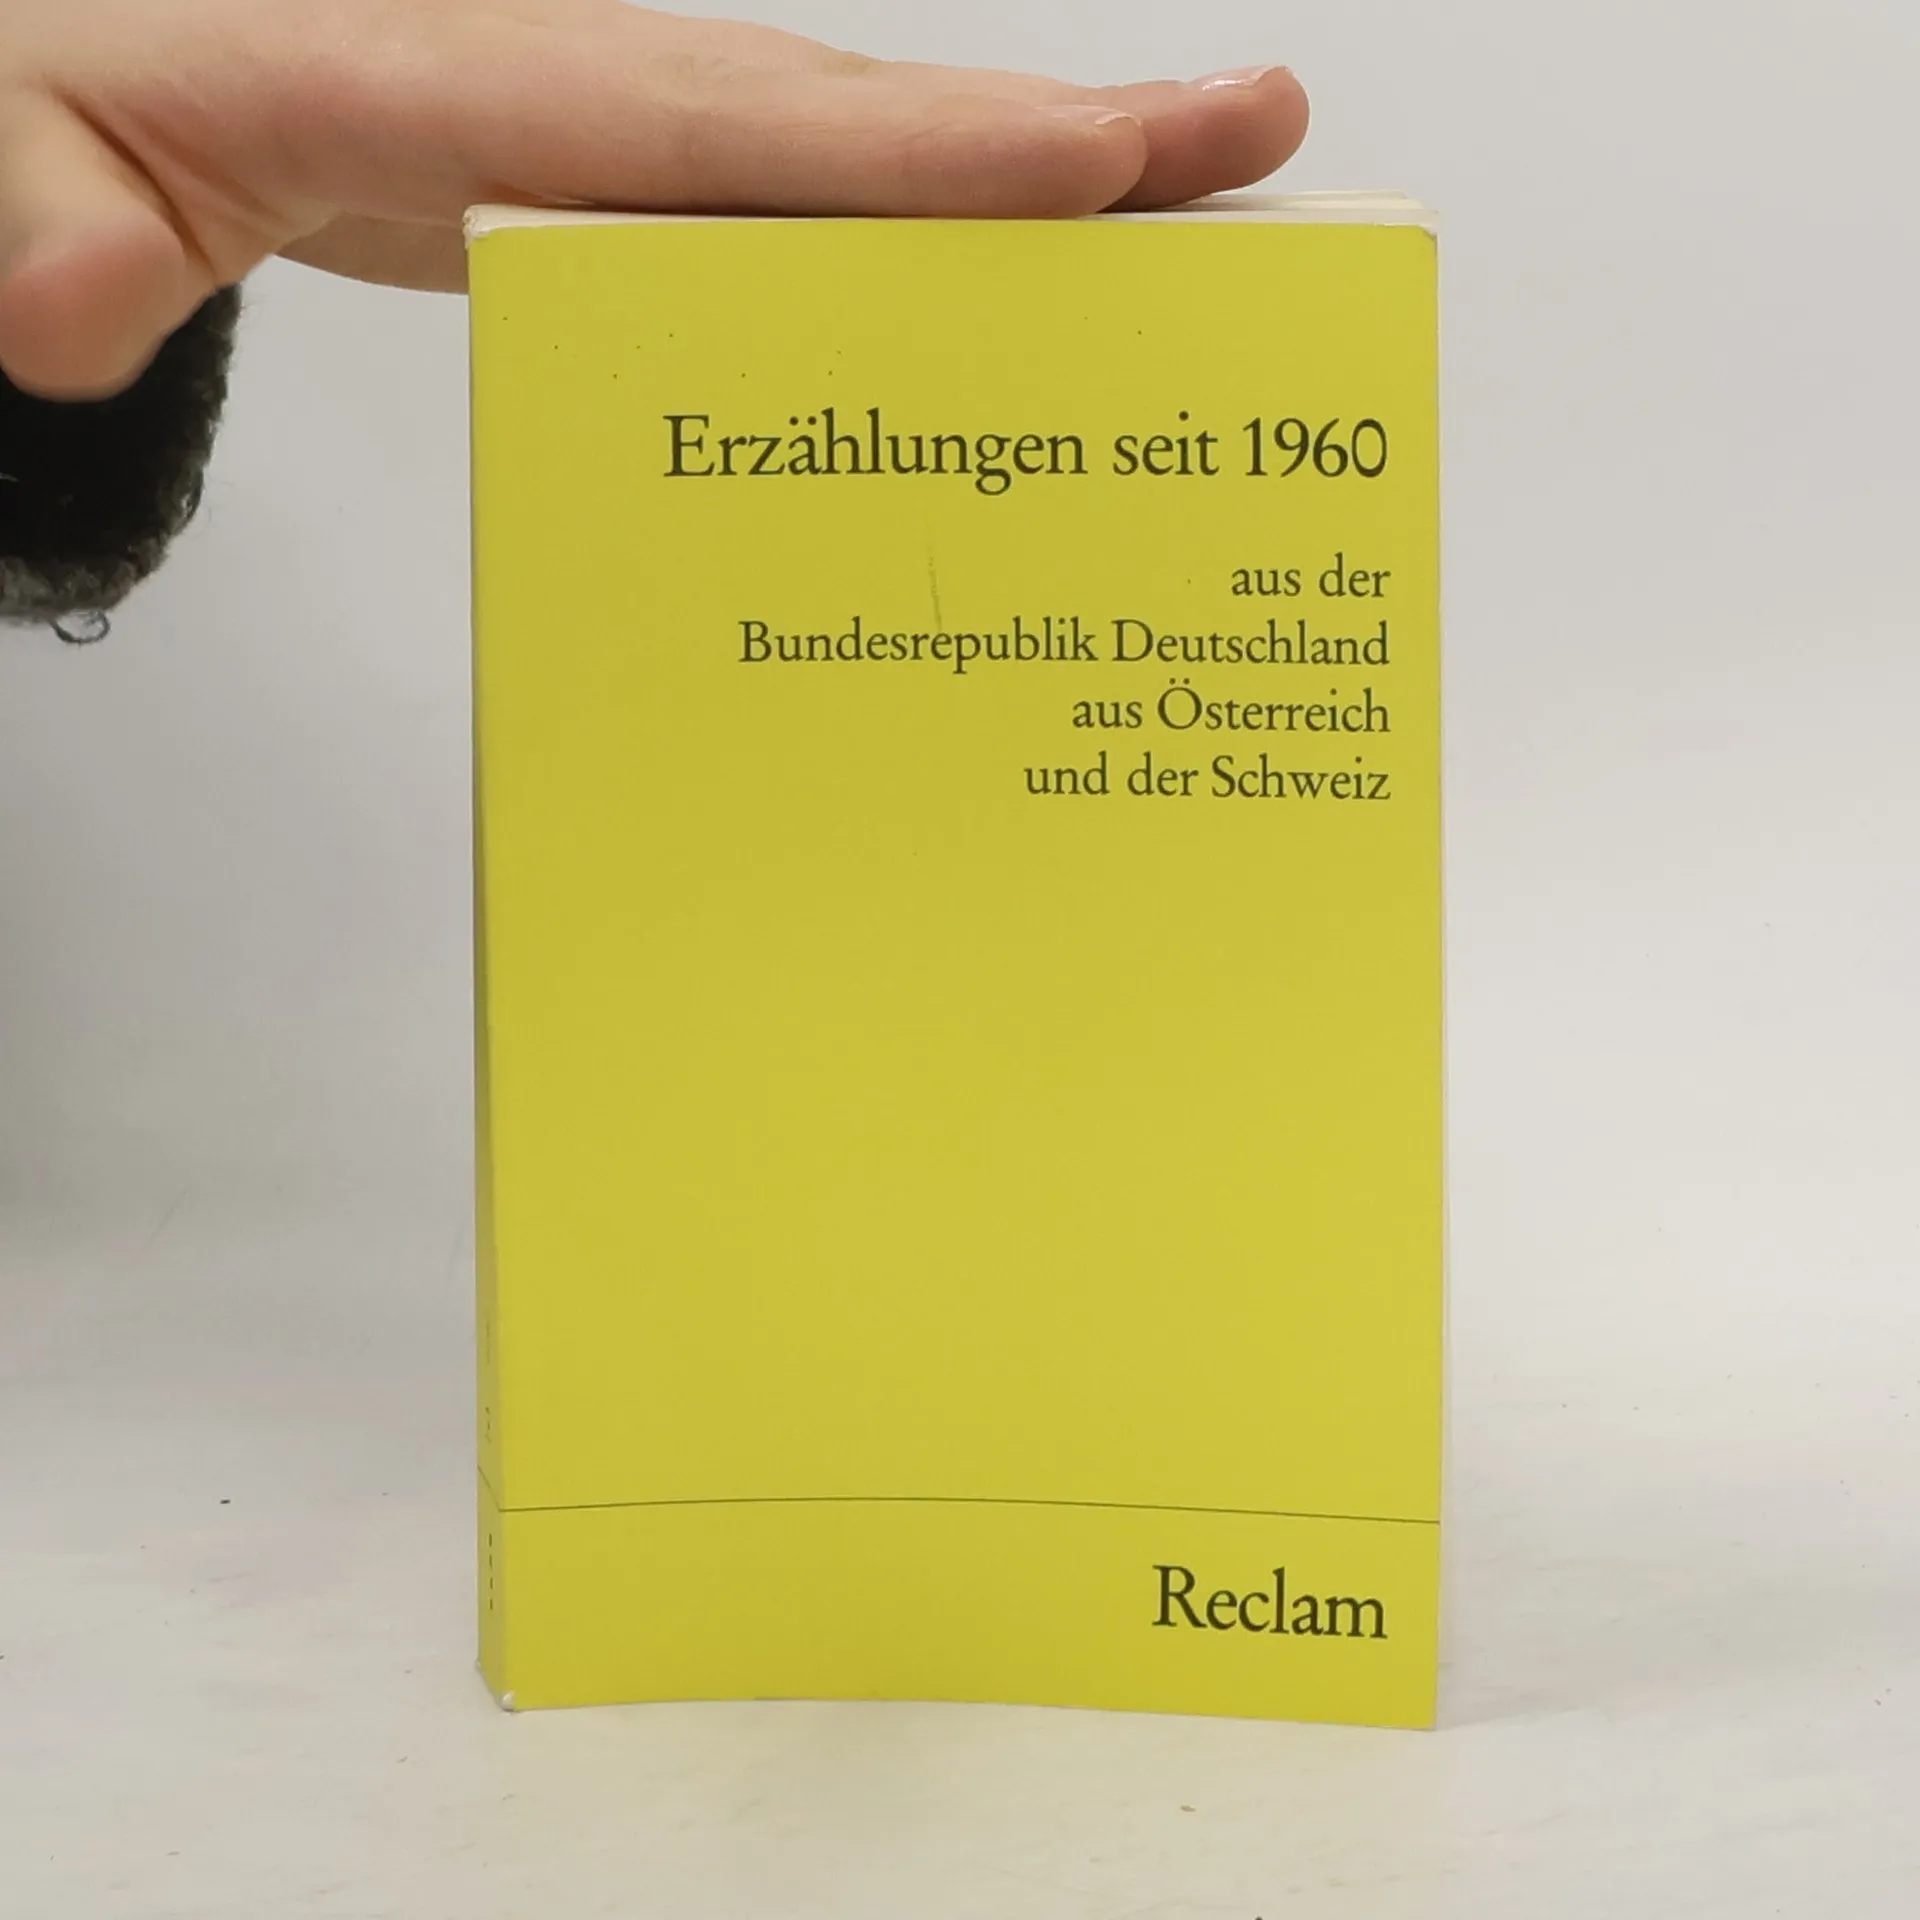 Erzählungen seit 1960
aus der
Bundesrepublik Deutschland
aus Österreich
und der Schweiz
Reclam